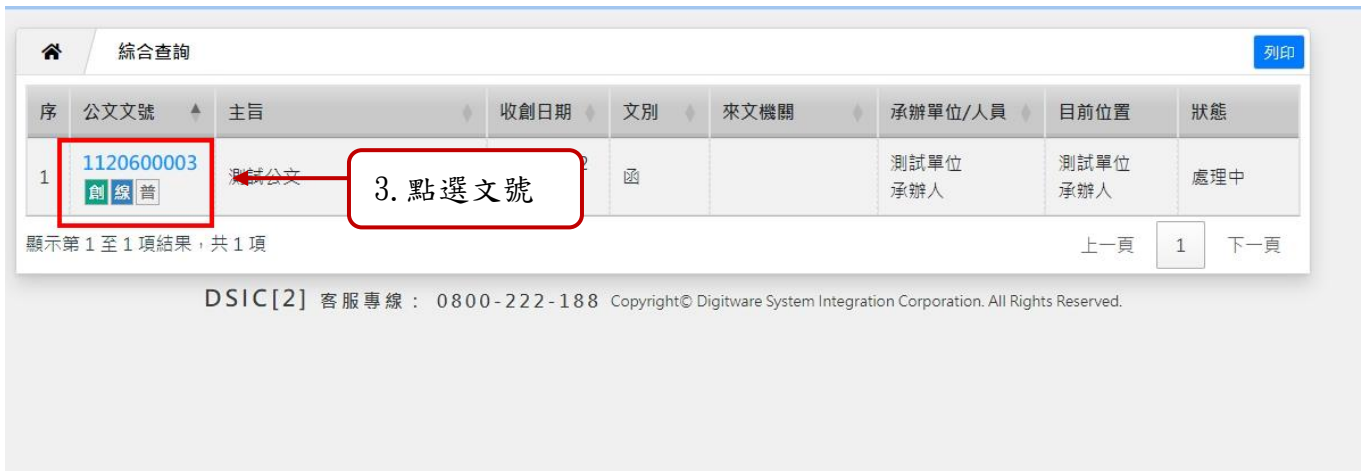 綜合查詢 列印
序 公文文號 主旨 收創日期 文別 來文機關 承辦單位/人員 目前位置 狀態
1 1120600003 測試公文 2 函 測試單位 測試單位 處理中
創 線 普 承辦人 承辦人
3. 點選文號
顯示第 1 至 1 項結果，共 1 項 上一頁 1 下一頁
DSIC[2] 客服專線： 0800-222-188 Copyright© Digitware System Integration Corporation. All Rights Reserved.